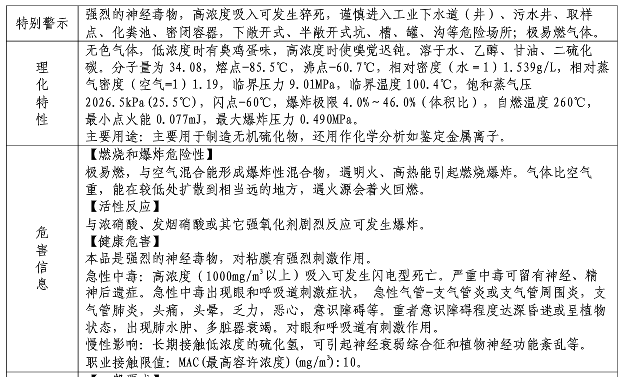 特别警示
强烈的神经毒物，高浓度吸入可发生猝死，谨慎进入工业下水道（井）、污水井、取样
点、化粪池、密闭容器，下敞开式、半敞开式坑、槽、罐、沟等危险场所；极易燃气体。
理化特性
无色气体，低浓度时有臭鸡蛋味，高浓度时使嗅觉迟钝。溶于水、乙醇、甘油、二硫化
碳。分子量为 34.08，熔点-85.5℃，沸点-60.7℃，相对密度（水＝1）1.539g/L，相对蒸
气密度（空气=1）1.19，临界压力 9.01MPa，临界温度 100.4℃，饱和蒸气压
2026.5kPa(25.5℃)，闪点-60℃，爆炸极限 4.0%～46.0%（体积比），自燃温度 260℃，
最小点火能 0.077mJ，最大爆炸压力 0.490MPa。
主要用途：主要用于制造无机硫化物，还用作化学分析如鉴定金属离子。
危害信息
【燃烧和爆炸危险性】
极易燃，与空气混合能形成爆炸性混合物，遇明火、高热能引起燃烧爆炸。气体比空气
重，能在较低处扩散到相当远的地方，遇火源会着火回燃。
【活性反应】
与浓硝酸、发烟硝酸或其它强氧化剂剧烈反应可发生爆炸。
【健康危害】
本品是强烈的神经毒物，对粘膜有强烈刺激作用。
急性中毒：高浓度（1000mg/m³以上）吸入可发生闪电型死亡。严重中毒可留有神经、精
神后遗症。急性中毒出现眼和呼吸道刺激症状， 急性气管-支气管炎或支气管周围炎，支
气管肺炎，头痛，头晕，乏力，恶心，意识障碍等。重者意识障碍程度达深昏迷或呈植物
状态，出现肺水肿、多脏器衰竭。对眼和呼吸道有刺激作用。
慢性影响：长期接触低浓度的硫化氢，可引起神经衰弱综合征和植物神经功能紊乱等。
职业接触限值：MAC(最高容许浓度)(mg/m³):10。